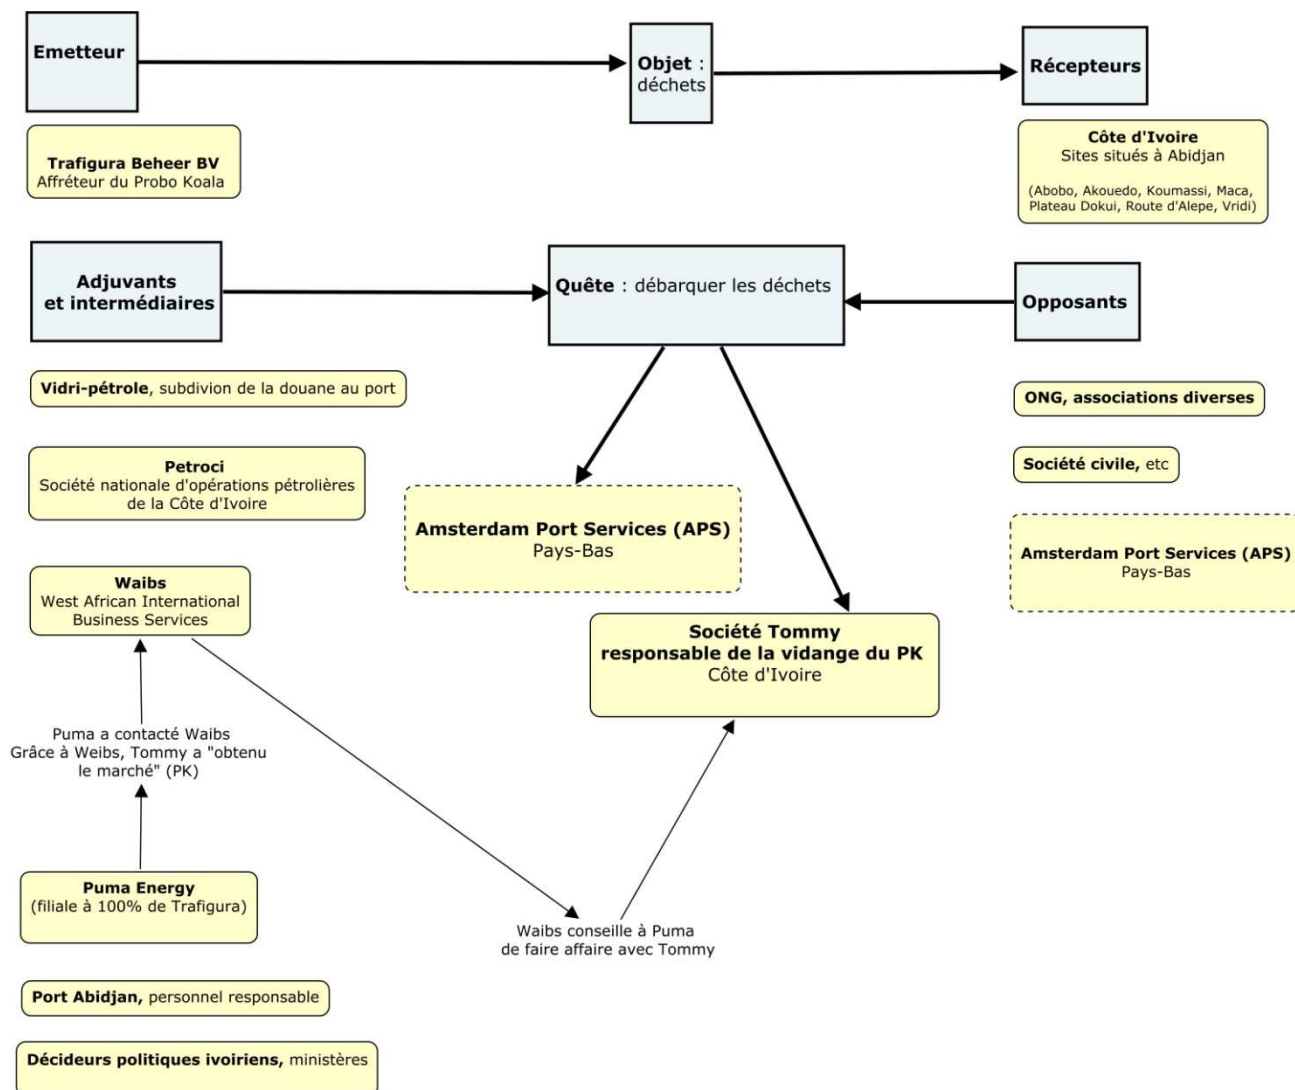 Emetteur
Objet :
déchets
Récepteurs
Trafigura Beheer BV
Affréteur du Probo Koala
Côte d'Ivoire
Sites situés à Abidjan
(Abobo, Akouedo, Koumassi, Maca,
Plateau Dokui, Route d'Alepe, Vridi)
Adjuvants
et intermédiaires
Quête : débarquer les déchets
Opposants
Vidri-pétrole, subdivion de la douane au port
ONG, associations diverses
Petroci
Société nationale d'opérations pétrolières
de la Côte d'Ivoire
Société civile, etc
Amsterdam Port Services (APS)
Pays-Bas
Amsterdam Port Services (APS)
Pays-Bas
Waibs
West African International
Business Services
Société Tommy
responsable de la vidange du PK
Côte d'Ivoire
Puma a contacté Waibs
Grâce à Weibs, Tommy a "obtenu
le marché" (PK)
Puma Energy
(filiale à 100% de Trafigura)
Waibs conseille à Puma
de faire affaire avec Tommy
Port Abidjan, personnel responsable
Décideurs politiques ivoiriens, ministères